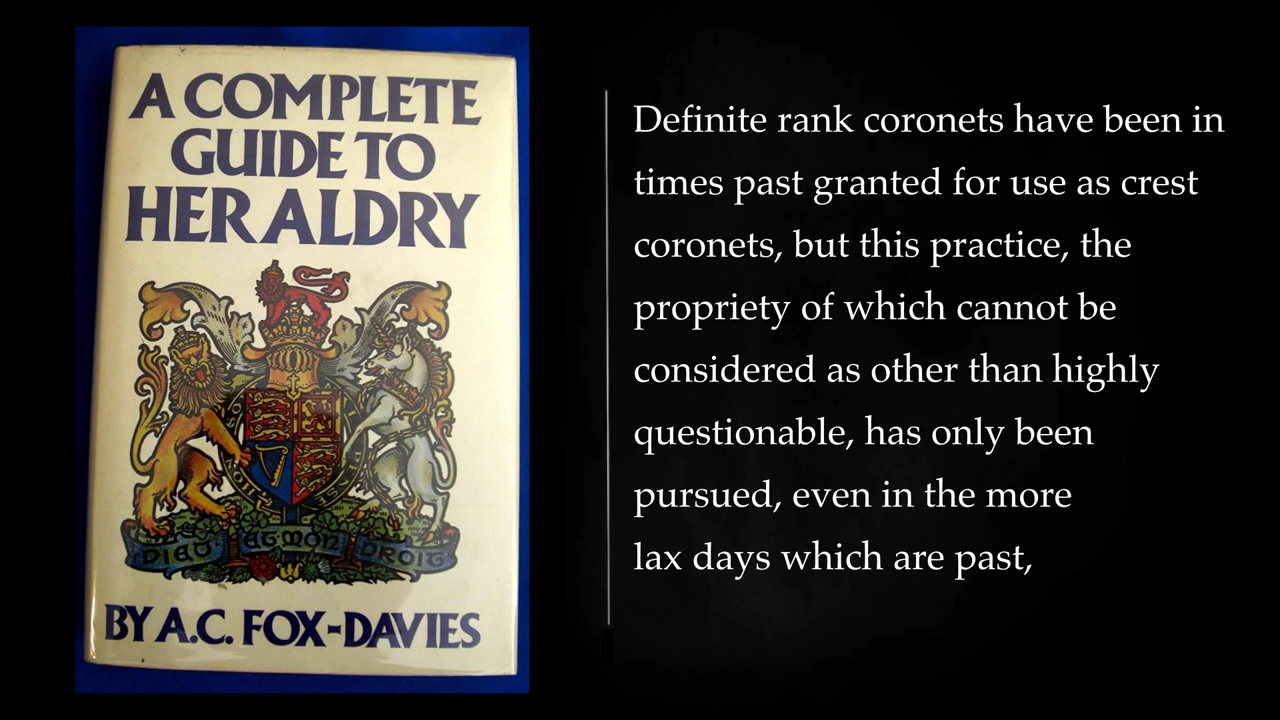 A COMPLETE
GUIDE TO
HERALDRY
DIEU ET MON DROIT
BY A.C. FOX-DAVIES
Definite rank coronets have been in
times past granted for use as crest
coronets, but this practice, the
propriety of which cannot be
considered as other than highly
questionable, has only been
pursued, even in the more
lax days which are past,